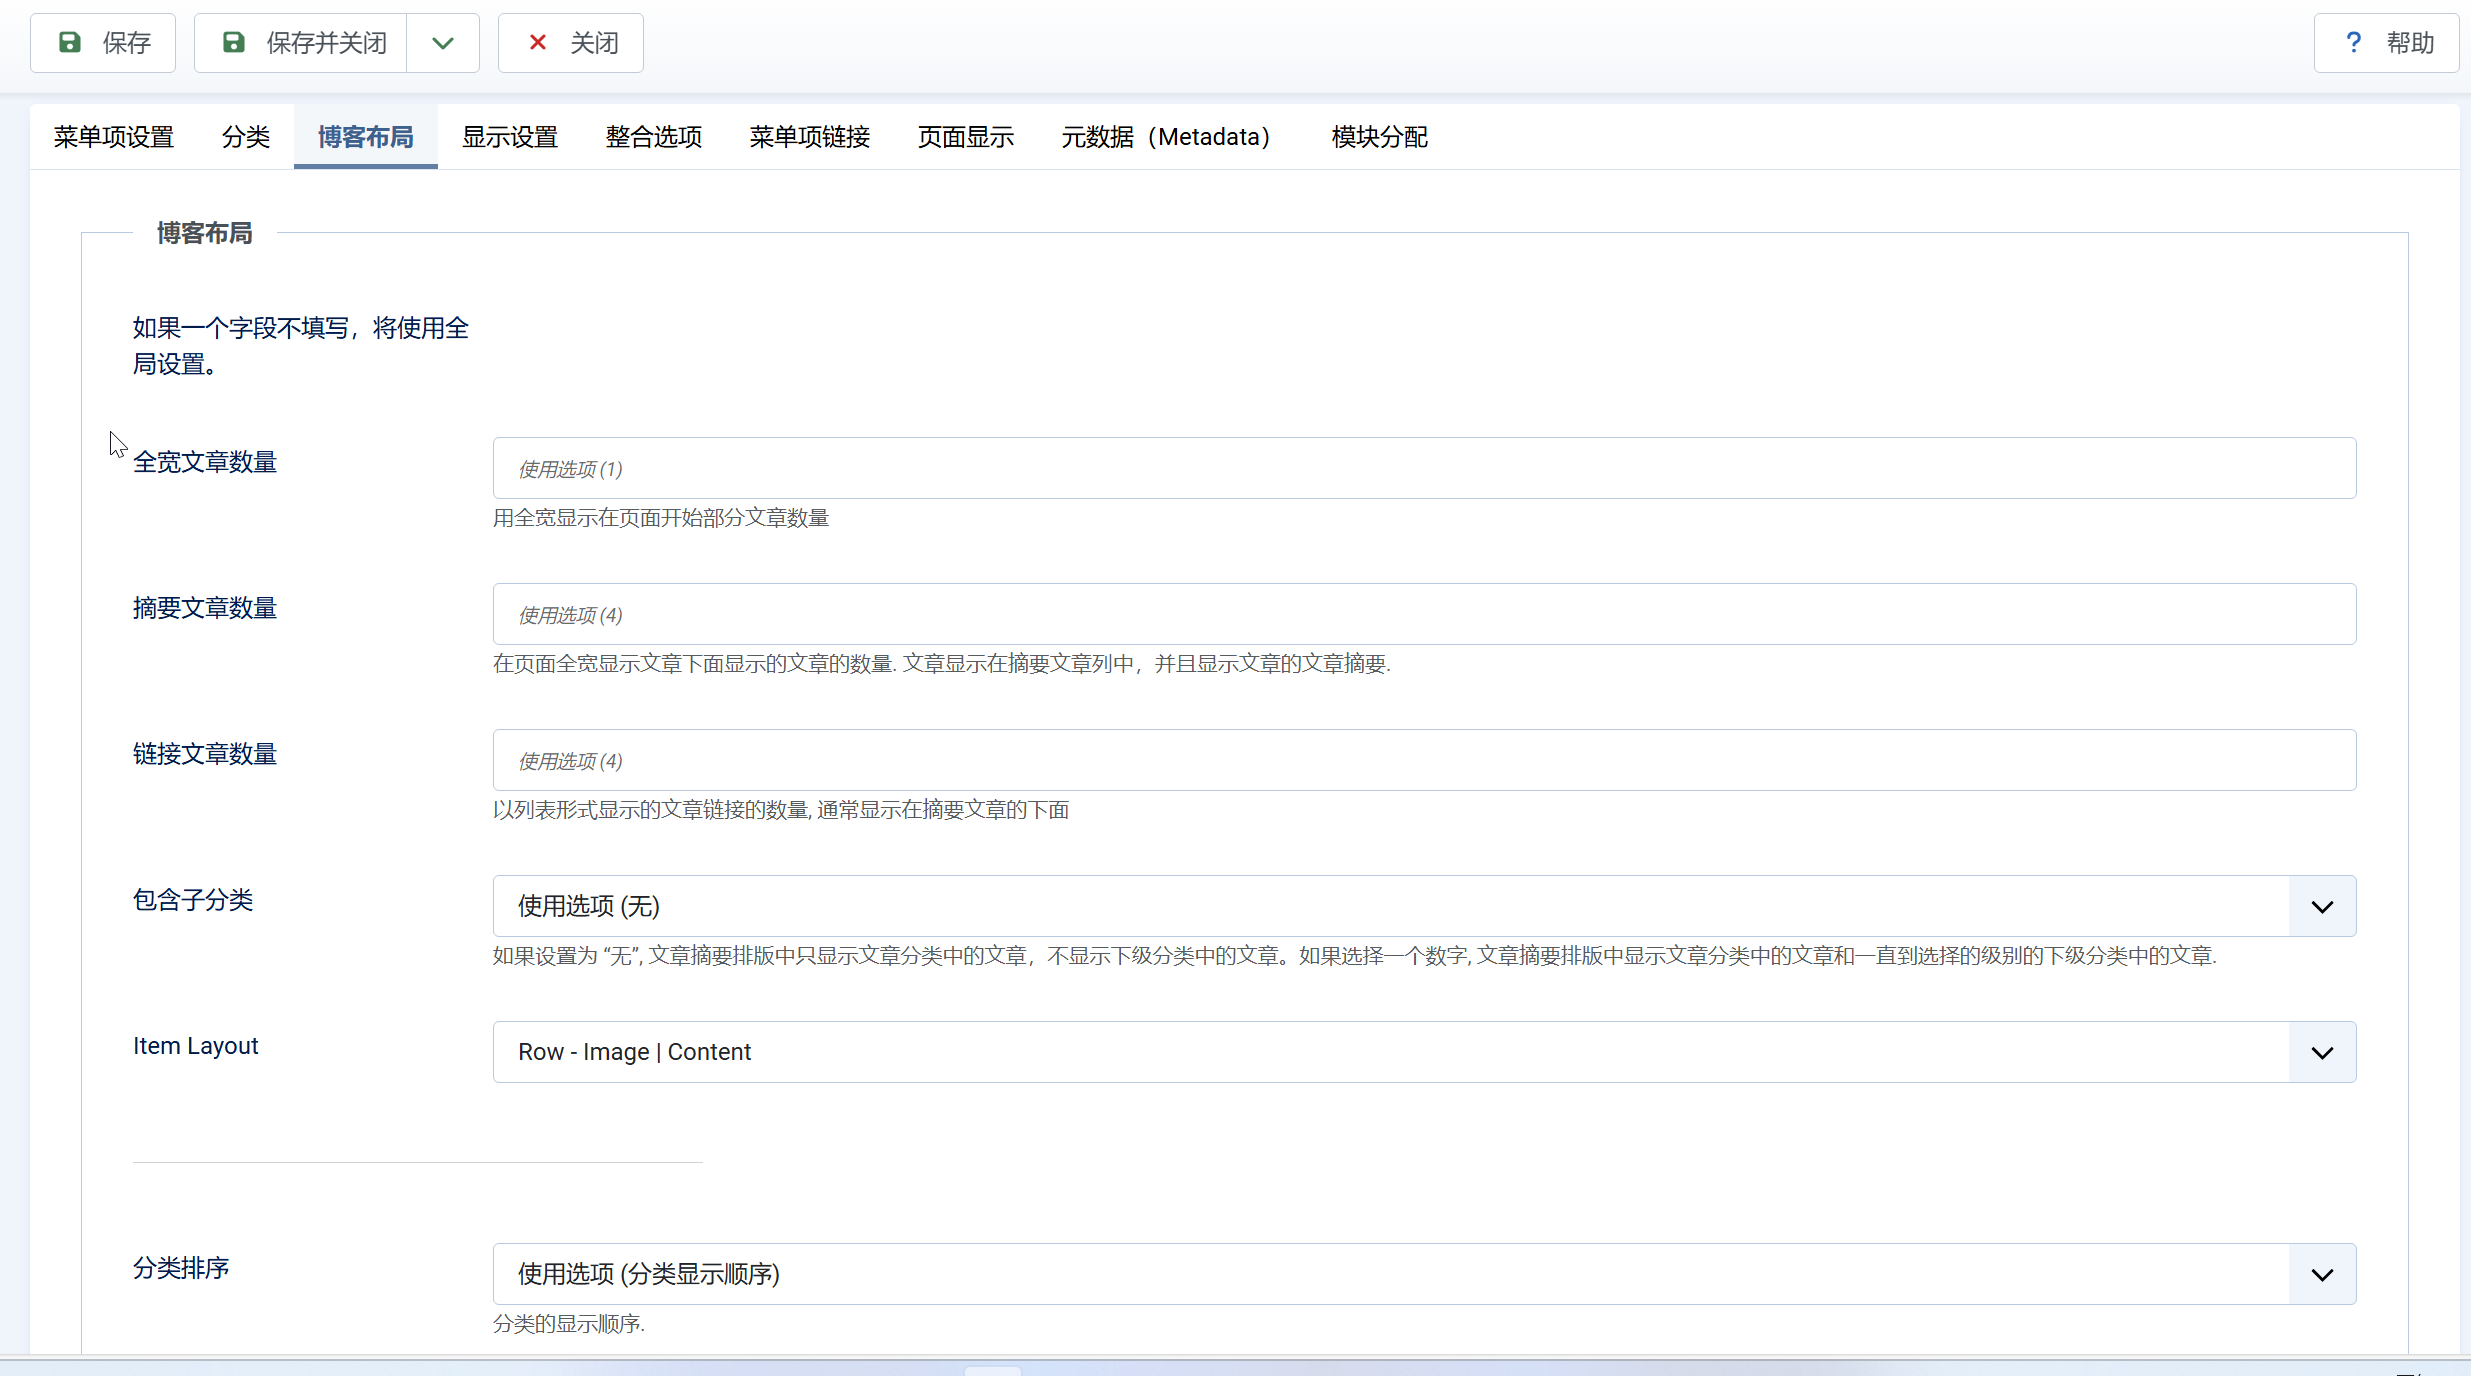 保存
保存并关闭
关闭
? 帮助
菜单项设置 分类 博客布局 显示设置 整合选项 菜单项链接 页面显示 元数据（Metadata） 模块分配
博客布局
如果一个字段不填写，将使用全
局设置。
全宽文章数量
使用选项 (1)
用全宽显示在页面开始部分文章数量
摘要文章数量
使用选项 (4)
在页面全宽显示文章下面显示的文章的数量. 文章显示在摘要文章列中，并且显示文章的文章摘要.
链接文章数量
使用选项 (4)
以列表形式显示的文章链接的数量, 通常显示在摘要文章的下面
包含子分类
使用选项 (无)
如果设置为 “无”, 文章摘要排版中只显示文章分类中的文章，不显示下级分类中的文章。如果选择一个数字, 文章摘要排版中显示文章分类中的文章和一直到选择的级别的下级分类中的文章.
Item Layout
Row - Image | Content
分类排序
使用选项 (分类显示顺序)
分类的显示顺序.